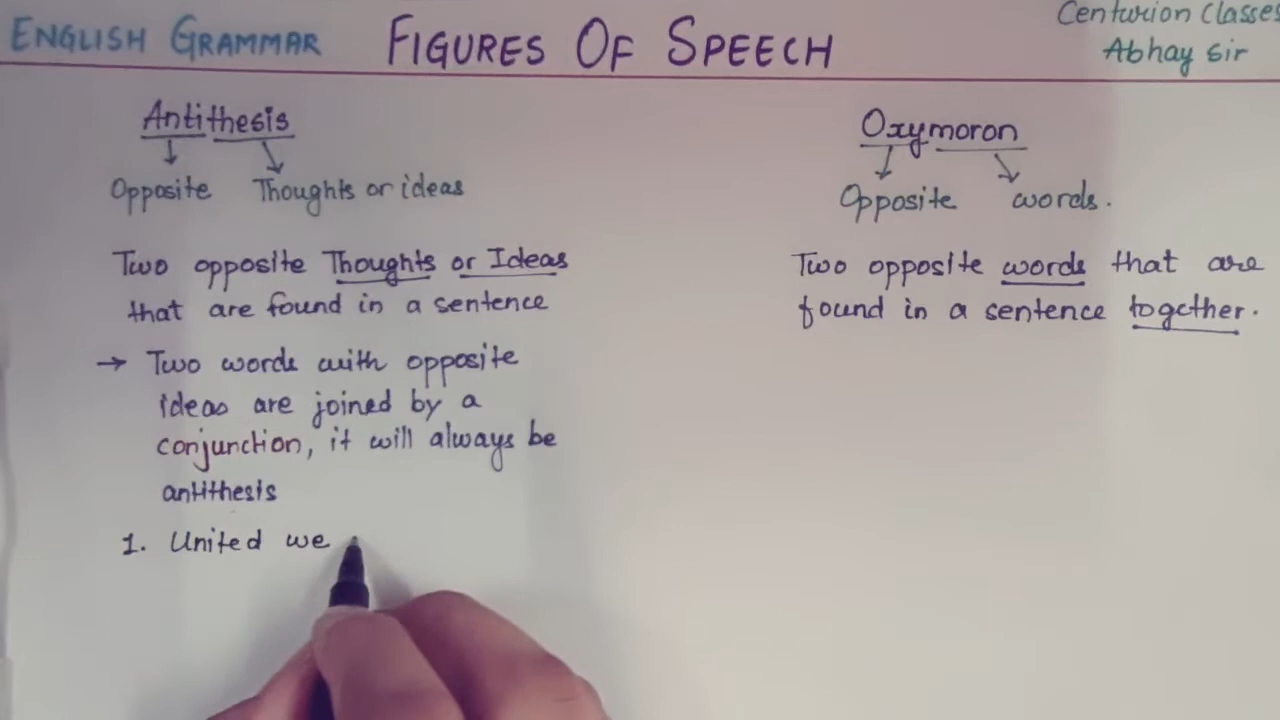 ENGLISH GRAMMAR FIGURES OF SPEECH
Centurion Classes
Abhay Sir
Antithesis
Opposite Thoughts or ideas
Two opposite Thoughts or Ideas
that are found in a sentence
→ Two words with opposite
ideas are joined by a
conjunction, it will always be
antithesis
1. United we
Oxymoron
Opposite words.
Two opposite words that are
found in a sentence together.